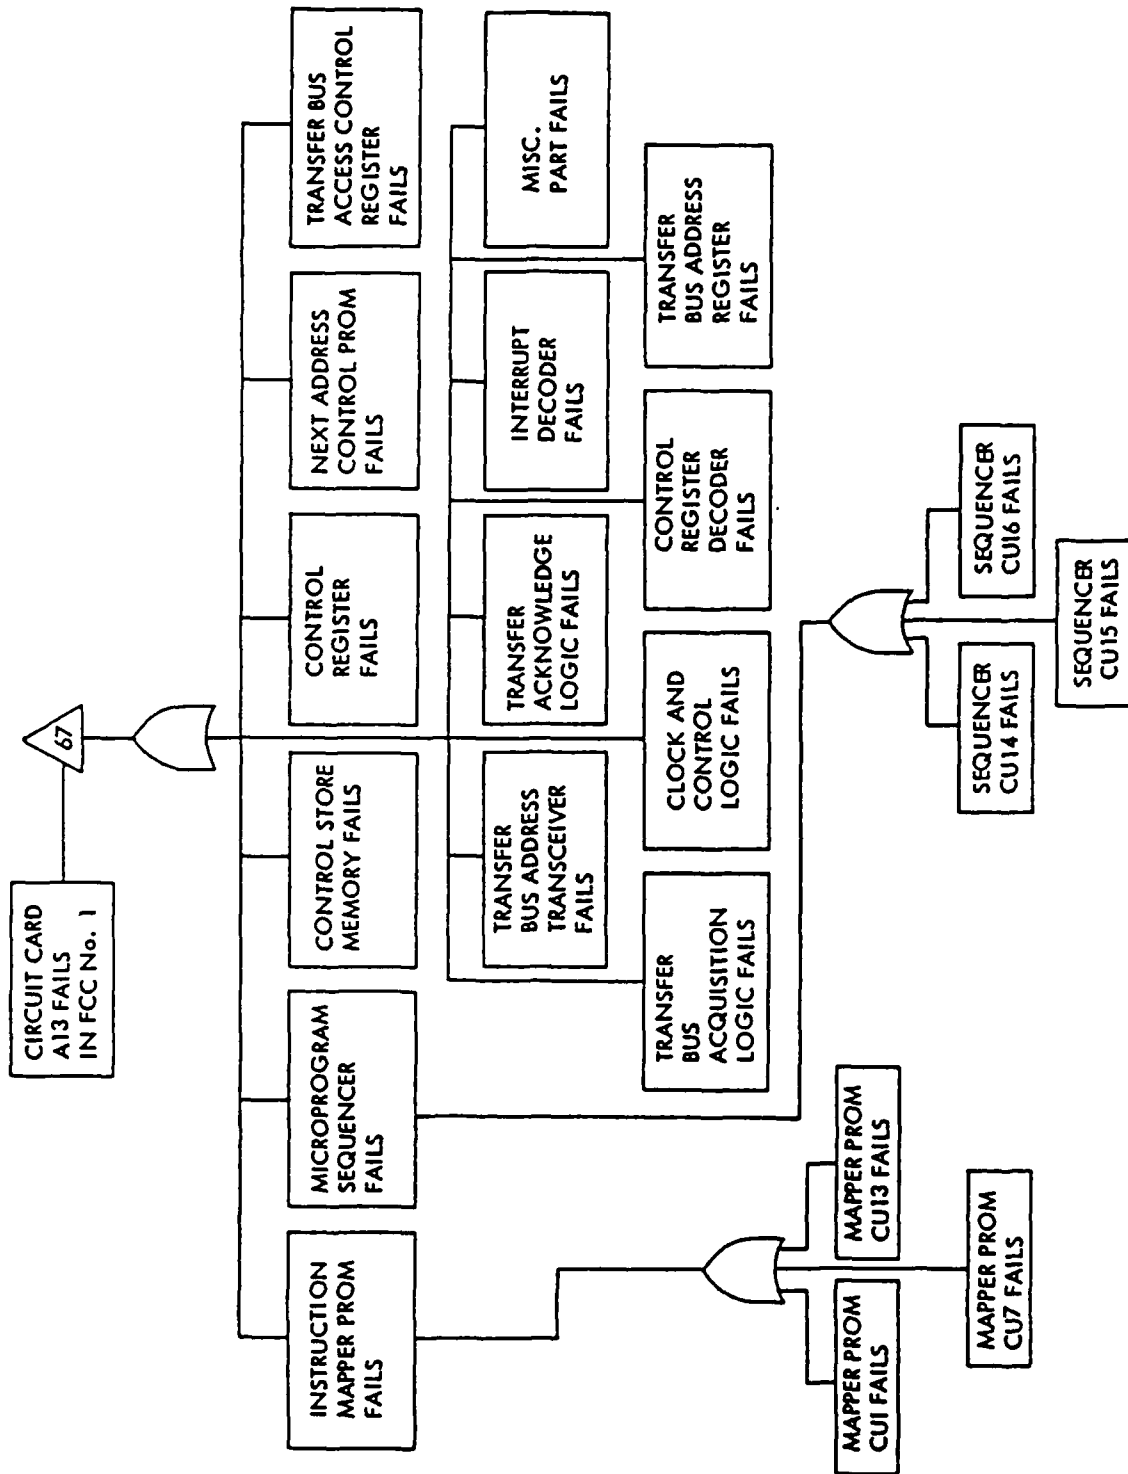 CIRCUIT CARD
A13 FAILS
IN FCC No. 1
67
INSTRUCTION
MAPPER PROM
FAILS
MICROPROGRAM
SEQUENCER
FAILS
CONTROL STORE
MEMORY FAILS
CONTROL
REGISTER
FAILS
NEXT ADDRESS
CONTROL PROM
FAILS
TRANSFER BUS
ACCESS CONTROL
REGISTER
FAILS
TRANSFER
BUS ADDRESS
TRANSCEIVER
FAILS
TRANSFER
ACKNOWLEDGE
LOGIC FAILS
INTERRUPT
DECODER
FAILS
MISC.
PART FAILS
TRANSFER
BUS
ACQUISITION
LOGIC FAILS
CLOCK AND
CONTROL
LOGIC FAILS
CONTROL
REGISTER
DECODER
FAILS
TRANSFER
BUS ADDRESS
REGISTER
FAILS
MAPPER PROM
CU1 FAILS
MAPPER PROM
CU13 FAILS
MAPPER PROM
CU7 FAILS
SEQUENCER
CU14 FAILS
SEQUENCER
CU16 FAILS
SEQUENCER
CU15 FAILS